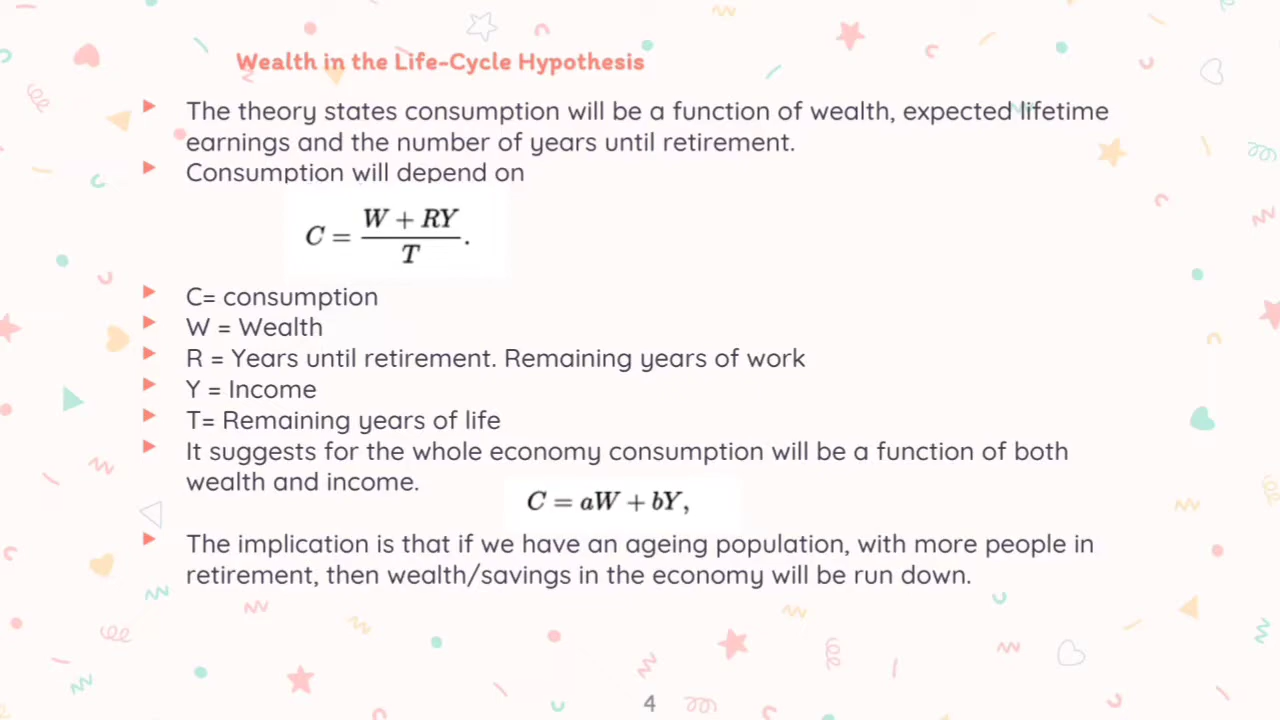 Wealth in the Life-Cycle Hypothesis
The theory states consumption will be a function of wealth, expected lifetime
earnings and the number of years until retirement.
Consumption will depend on
C = (W + RY) / T.
C= consumption
W = Wealth
R = Years until retirement. Remaining years of work
Y = Income
T= Remaining years of life
It suggests for the whole economy consumption will be a function of both
wealth and income.
C = aW + bY,
The implication is that if we have an ageing population, with more people in
retirement, then wealth/savings in the economy will be run down.
4